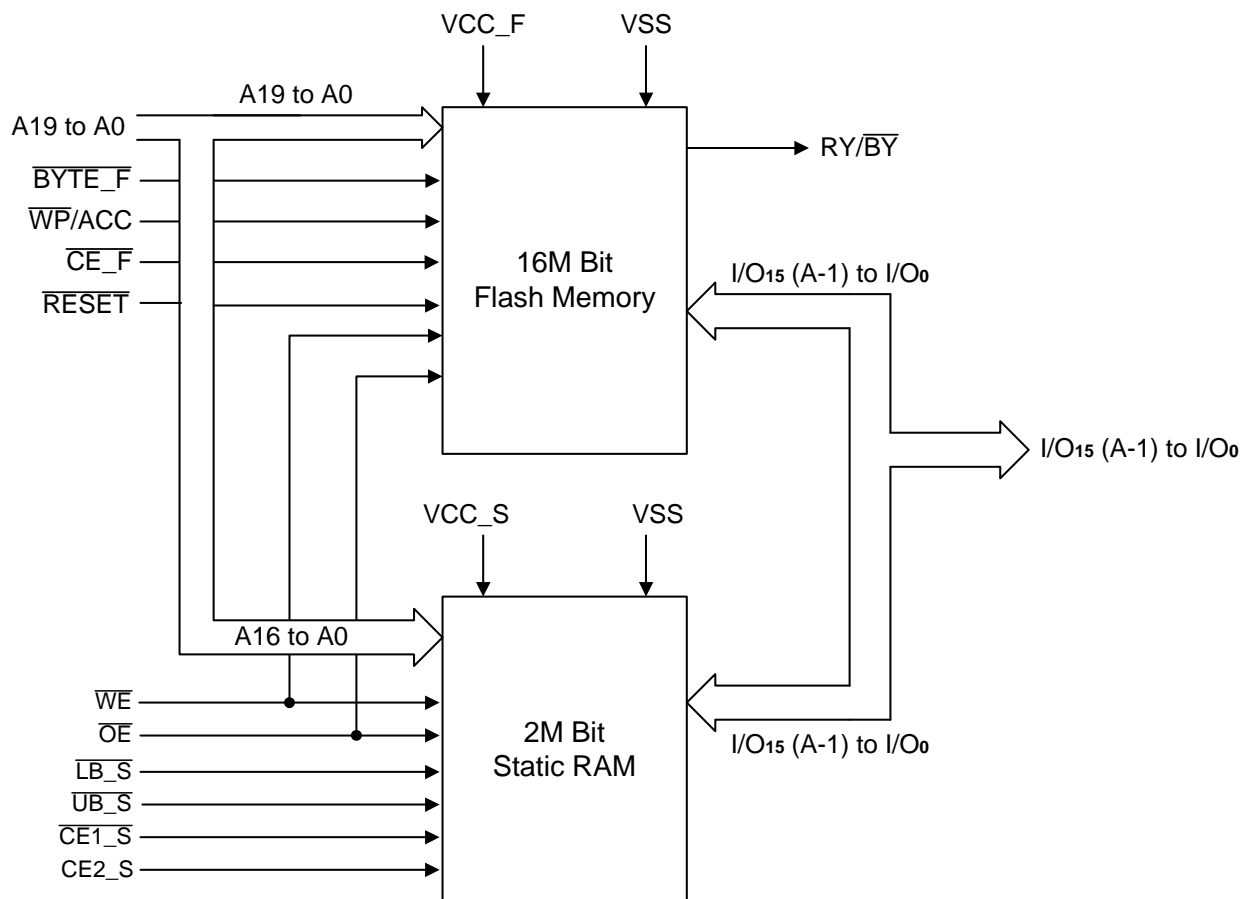 VCC_F VSS
A19 to A0
A19 to A0
BYTE_F
WP/ACC
CE_F
RESET
16M Bit
Flash Memory
RY/BY
I/O15 (A-1) to I/O0
I/O15 (A-1) to I/O0
VCC_S VSS
A16 to A0
WE
OE
LB_S
UB_S
CE1_S
CE2_S
2M Bit
Static RAM
I/O15 (A-1) to I/O0